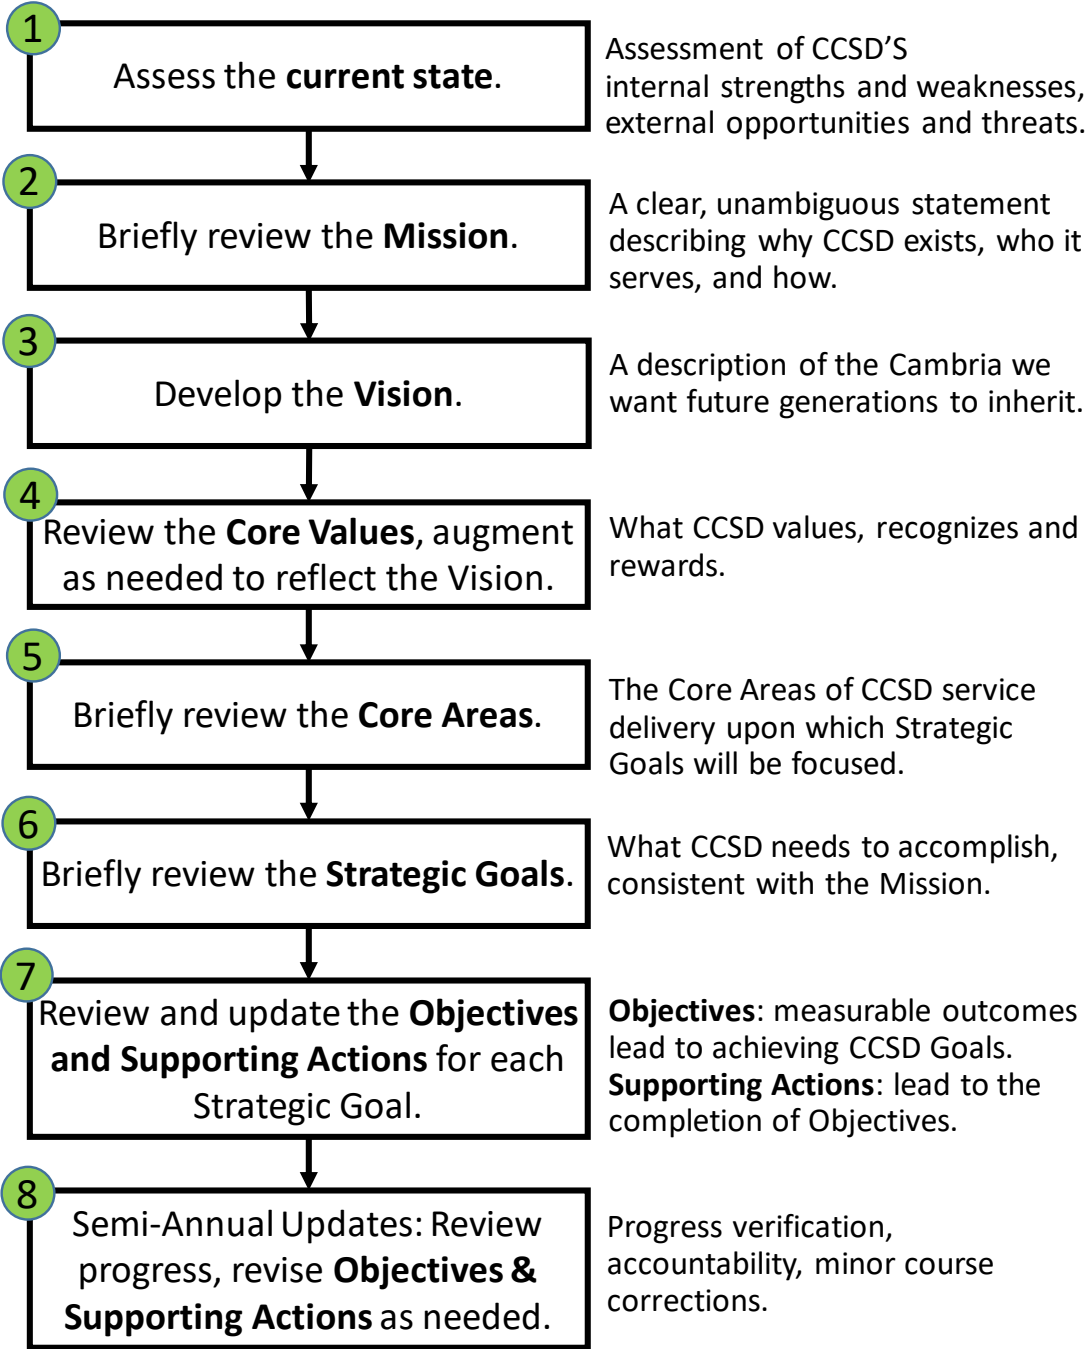 1
Assess the current state.
Assessment of CCSD'S
internal strengths and weaknesses,
external opportunities and threats.
2
Briefly review the Mission.
A clear, unambiguous statement
describing why CCSD exists, who it
serves, and how.
3
Develop the Vision.
A description of the Cambria we
want future generations to inherit.
4
Review the Core Values, augment
as needed to reflect the Vision.
What CCSD values, recognizes and
rewards.
5
Briefly review the Core Areas.
The Core Areas of CCSD service
delivery upon which Strategic
Goals will be focused.
6
Briefly review the Strategic Goals.
What CCSD needs to accomplish,
consistent with the Mission.
7
Review and update the Objectives
and Supporting Actions for each
Strategic Goal.
Objectives: measurable outcomes
lead to achieving CCSD Goals.
Supporting Actions: lead to the
completion of Objectives.
8
Semi-Annual Updates: Review
progress, revise Objectives &
Supporting Actions as needed.
Progress verification,
accountability, minor course
corrections.